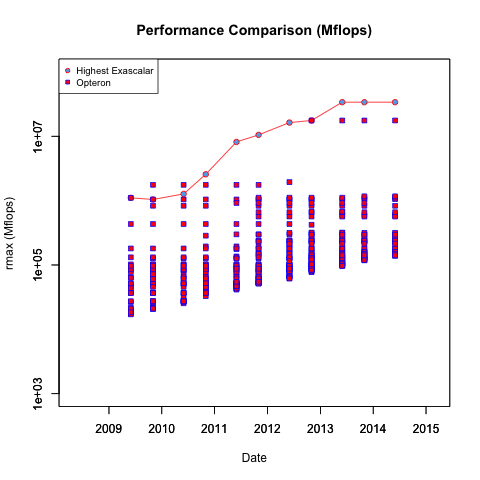 Performance Comparison (Mflops)
Highest Exascalar
Opteron
1e+07
1e+05
1e+03
rmax (Mflops)
2009 2010 2011 2012 2013 2014 2015
Date